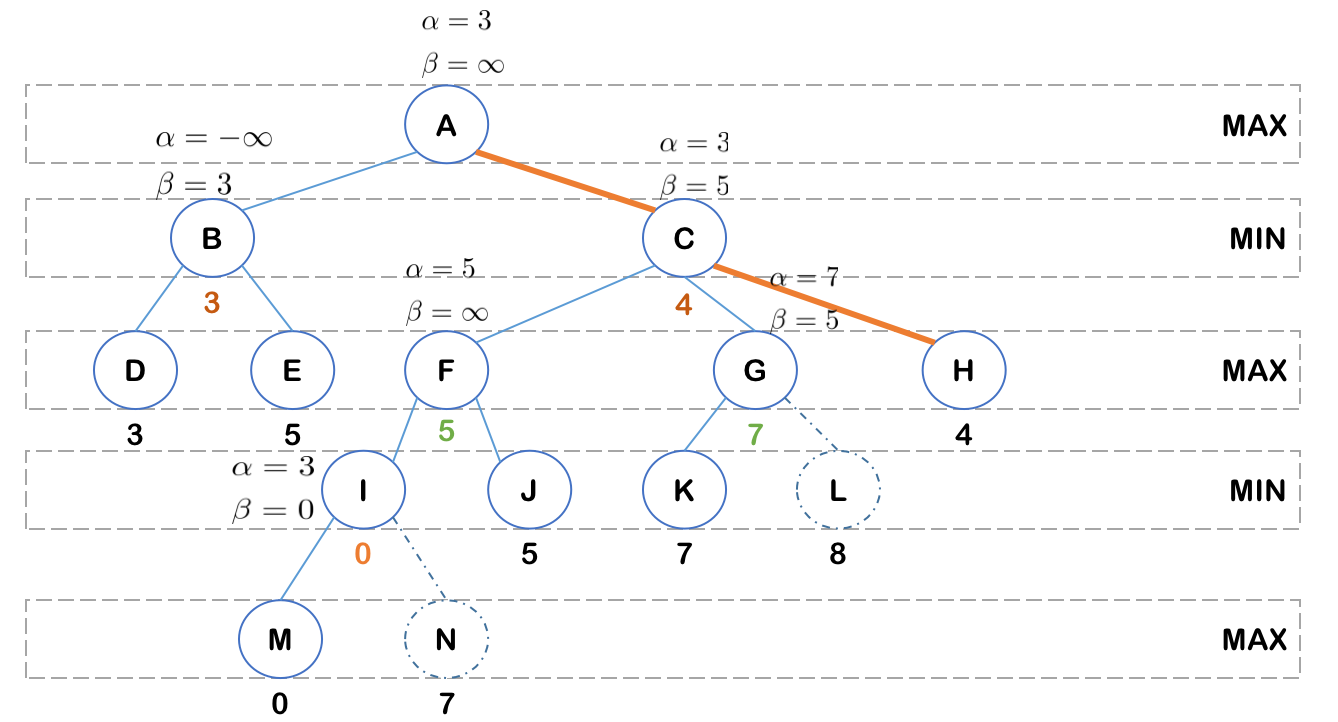 α = 3
β = ∞
A
MAX
α = −∞
β = 3
α = 3
β = 5
B
C
MIN
3
4
α = 5
β = ∞
α = 7
β = 5
D
E
F
G
H
MAX
3
5
5
7
4
α = 3
β = 0
I
J
K
L
MIN
0
5
7
8
M
N
MAX
0
7